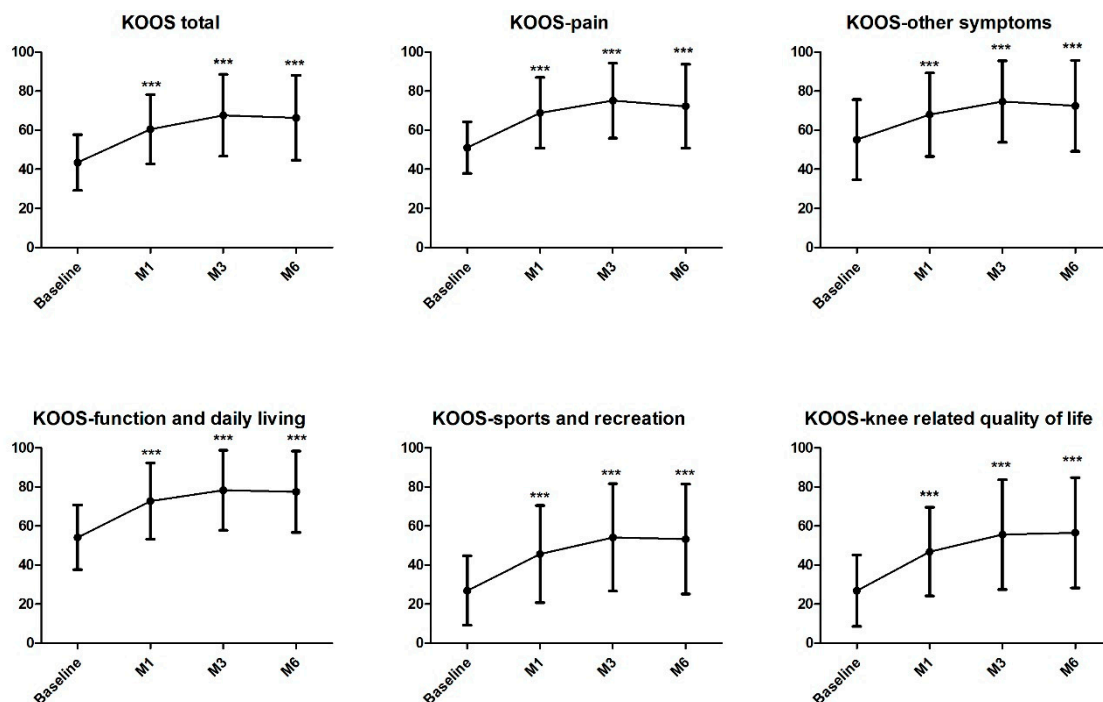 KOOS total
100
80
60
40
20
0
***
***
***
Baseline
M1
M3
M6
KOOS-pain
100
80
60
40
20
0
***
***
***
Baseline
M1
M3
M6
KOOS-other symptoms
100
80
60
40
20
0
***
***
***
Baseline
M1
M3
M6
KOOS-function and daily living
100
80
60
40
20
0
***
***
***
Baseline
M1
M3
M6
KOOS-sports and recreation
100
80
60
40
20
0
***
***
***
Baseline
M1
M3
M6
KOOS-knee related quality of life
100
80
60
40
20
0
***
***
***
Baseline
M1
M3
M6